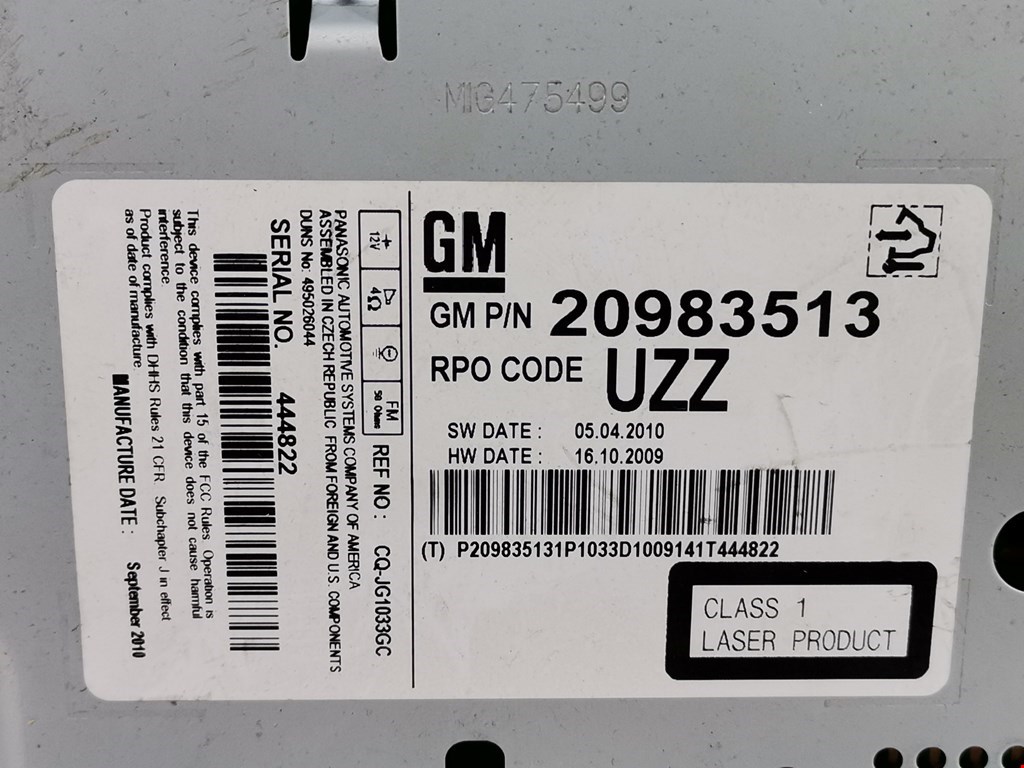 MIG475499
GM
GM P/N 20983513
RPO CODE UZZ
SW DATE : 05.04.2010
HW DATE : 16.10.2009
(T) P209835131P1033D1009141T444822
CLASS 1
LASER PRODUCT
+ 12V
4Ω
FM 50 Ohms
REF NO : CQ-JG1033GC
PANASONIC AUTOMOTIVE SYSTEMS COMPANY OF AMERICA
ASSEMBLED IN CZECH REPUBLIC FROM FOREIGN AND U.S. COMPONENTS
DUNS No: 495026044
SERIAL NO. 444822
This device complies with part 15 of the FCC Rules. Operation is
subject to the condition that this device does not cause harmful
interference.
Product complies with DHHS Rules 21 CFR Subchapter J in effect
as of date of manufacture.
MANUFACTURE DATE : September 2010